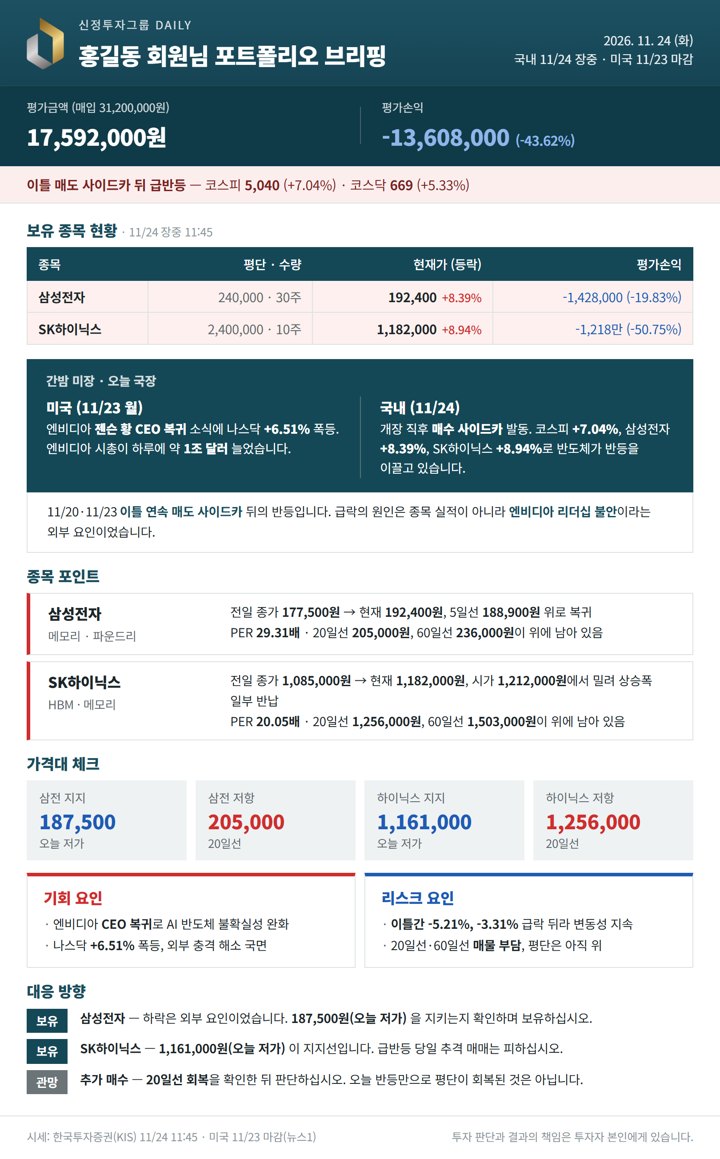 신정투자그룹 DAILY
홍길동 회원님 포트폴리오 브리핑
2026. 11. 24 (화)
국내 11/24 장중 · 미국 11/23 마감
평가금액 (매입 31,200,000원)
17,592,000원
평가손익
-13,608,000 (-43.62%)
이틀 매도 사이드카 뒤 급반등 — 코스피 5,040 (+7.04%) · 코스닥 669 (+5.33%)
보유 종목 현황 · 11/24 장중 11:45
종목 평단 · 수량 현재가 (등락) 평가손익
삼성전자 240,000 · 30주 192,400 +8.39% -1,428,000 (-19.83%)
SK하이닉스 2,400,000 · 10주 1,182,000 +8.94% -1,218만 (-50.75%)
간밤 미장 · 오늘 국장
미국 (11/23 월)
엔비디아 젠슨 황 CEO 복귀 소식에 나스닥 +6.51% 폭등.
엔비디아 시총이 하루에 약 1조 달러 늘었습니다.
국내 (11/24)
개장 직후 매수 사이드카 발동. 코스피 +7.04%, 삼성전자
+8.39%, SK하이닉스 +8.94%로 반도체가 반등을
이끌고 있습니다.
11/20·11/23 이틀 연속 매도 사이드카 뒤의 반등입니다. 급락의 원인은 종목 실적이 아니라 엔비디아 리더십 불안이라는
외부 요인이었습니다.
종목 포인트
삼성전자
메모리 · 파운드리
전일 종가 177,500원 → 현재 192,400원, 5일선 188,900원 위로 복귀
PER 29.31배 · 20일선 205,000원, 60일선 236,000원이 위에 남아 있음
SK하이닉스
HBM · 메모리
전일 종가 1,085,000원 → 현재 1,182,000원, 시가 1,212,000원에서 밀려 상승폭
일부 반납
PER 20.05배 · 20일선 1,256,000원, 60일선 1,503,000원이 위에 남아 있음
가격대 체크
삼전 지지
187,500
오늘 저가
삼전 저항
205,000
20일선
하이닉스 지지
1,161,000
오늘 저가
하이닉스 저항
1,256,000
20일선
기회 요인
· 엔비디아 CEO 복귀로 AI 반도체 불확실성 완화
· 나스닥 +6.51% 폭등, 외부 충격 해소 국면
리스크 요인
· 이틀간 -5.21%, -3.31% 급락 뒤라 변동성 지속
· 20일선·60일선 매물 부담, 평단은 아직 위
대응 방향
보유 삼성전자 — 하락은 외부 요인이었습니다. 187,500원(오늘 저가) 을 지키는지 확인하며 보유하십시오.
보유 SK하이닉스 — 1,161,000원(오늘 저가) 이 지지선입니다. 급반등 당일 추격 매매는 피하십시오.
관망 추가 매수 — 20일선 회복을 확인한 뒤 판단하십시오. 오늘 반등만으로 평단이 회복된 것은 아닙니다.
시세: 한국투자증권(KIS) 11/24 11:45 · 미국 11/23 마감(뉴스1)
투자 판단과 결과의 책임은 투자자 본인에게 있습니다.